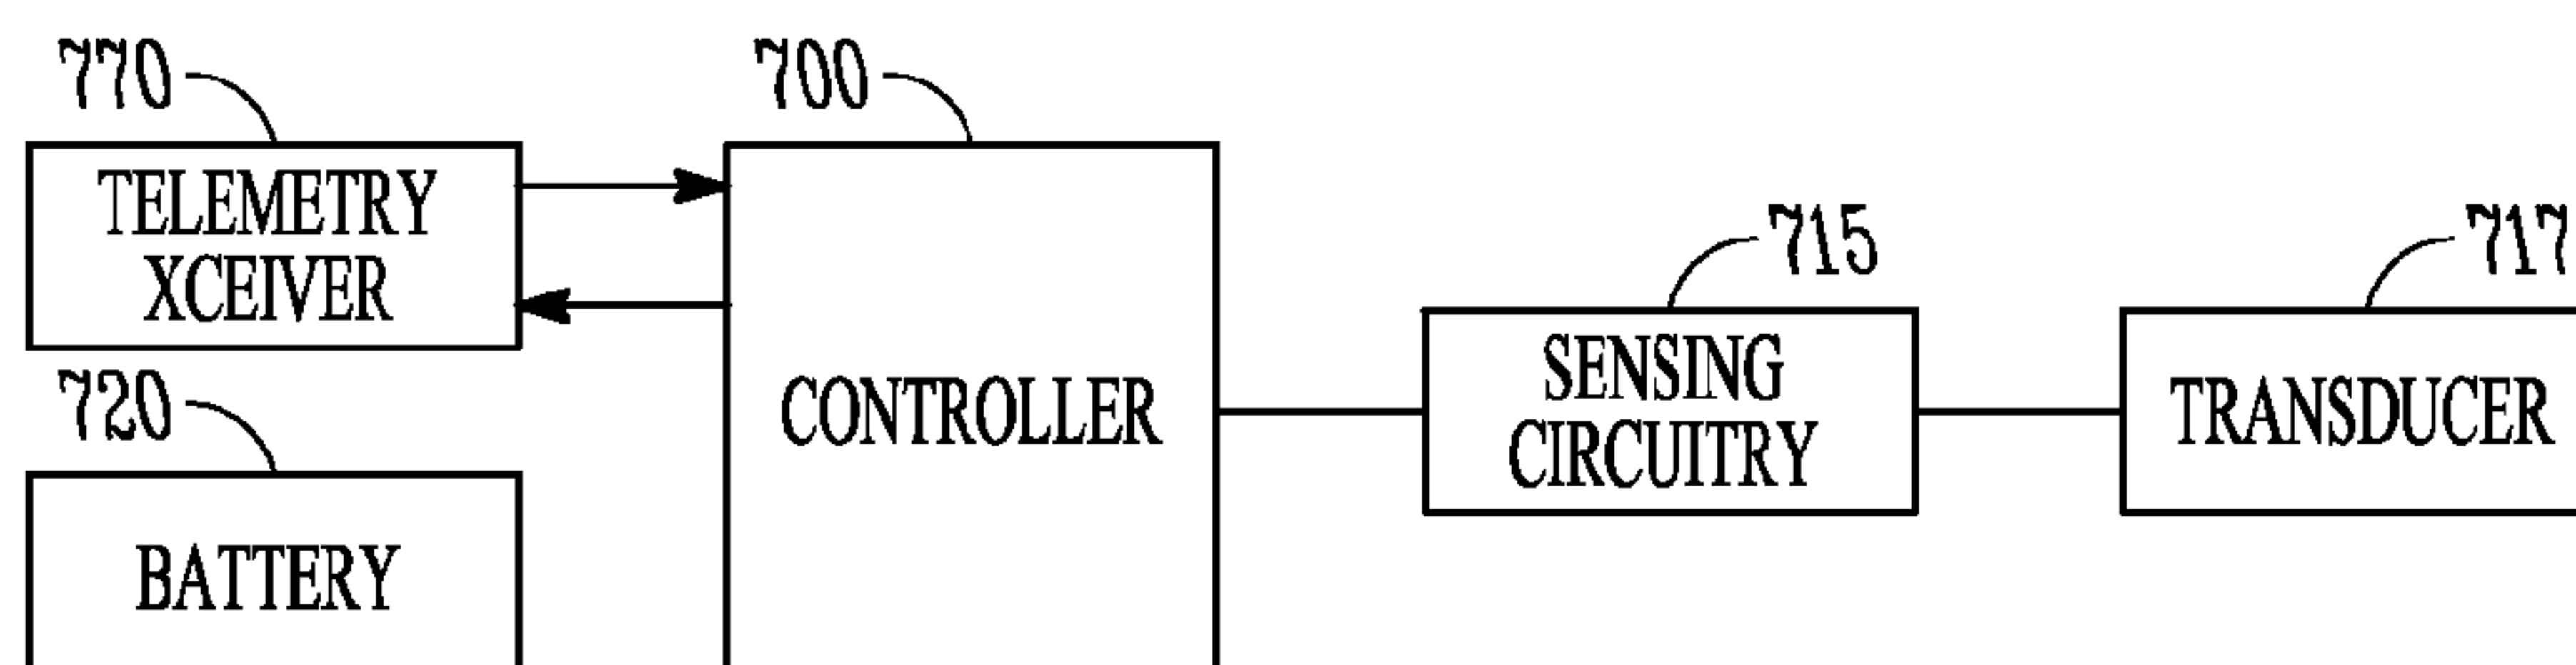 770
700
TELEMETRY
XCEIVER
715
717
720
CONTROLLER
SENSING
CIRCUITRY
TRANSDUCER
BATTERY